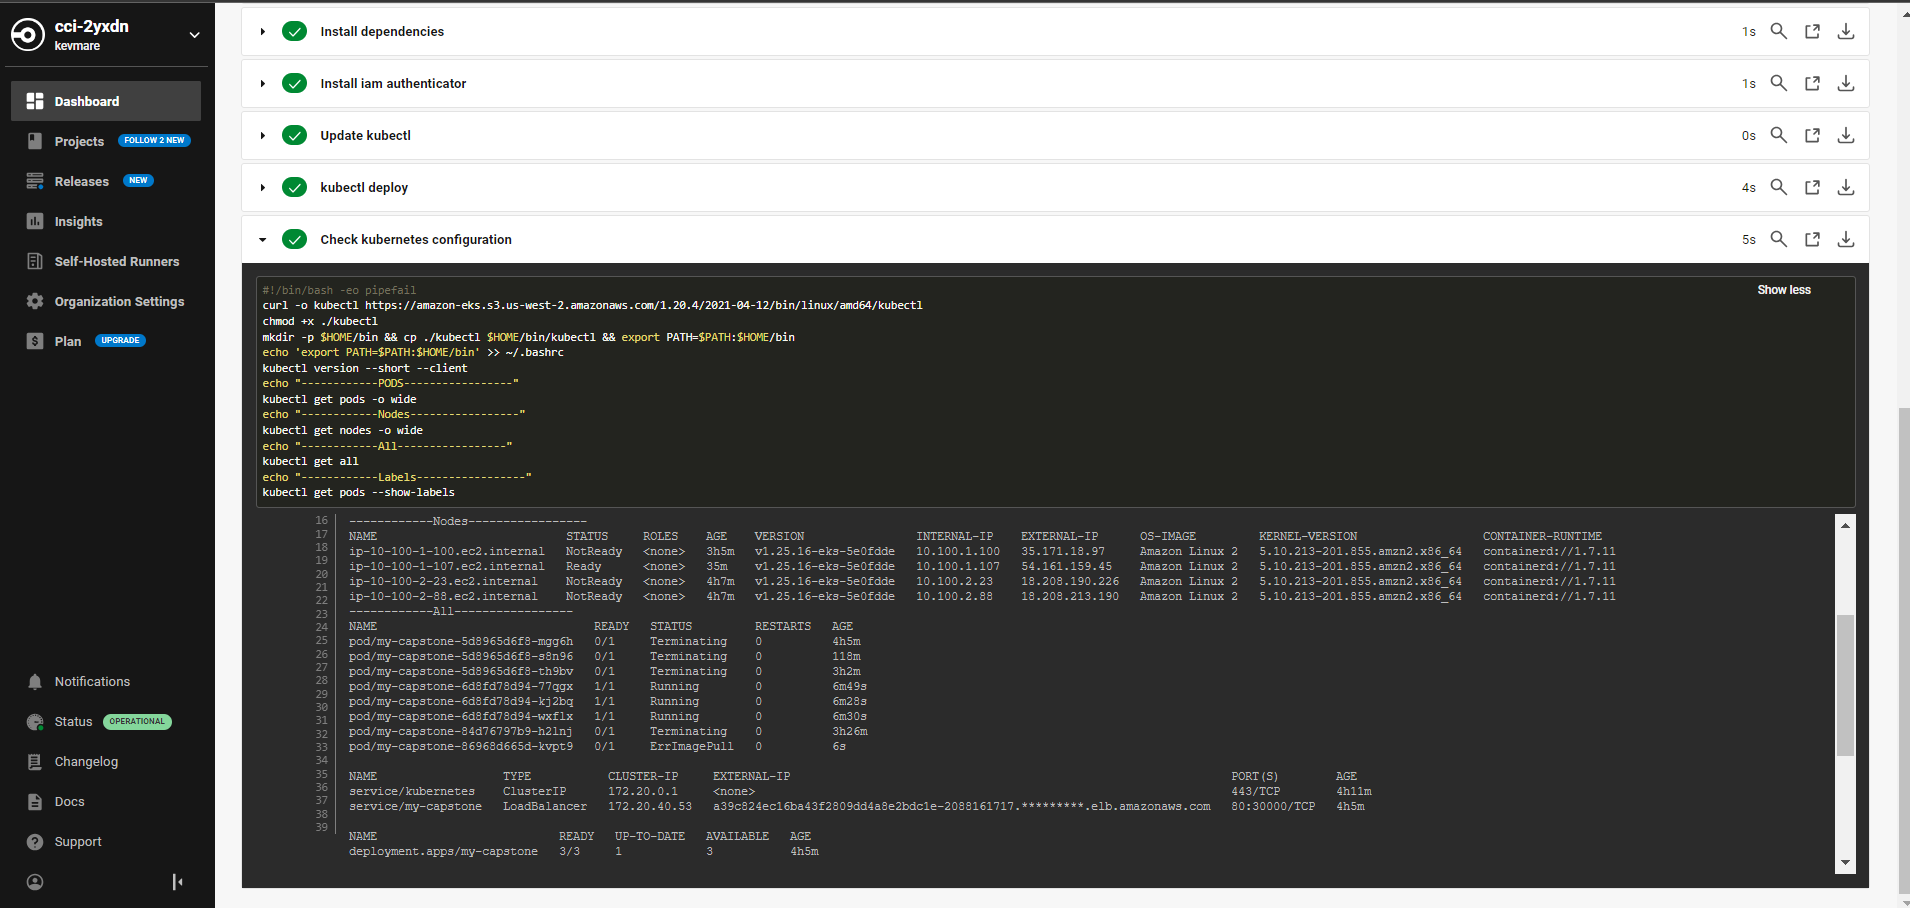 cci-2yxdn
kevmare
Dashboard
Projects FOLLOW 2 NEW
Releases NEW
Insights
Self-Hosted Runners
Organization Settings
Plan UPGRADE
Notifications
Status OPERATIONAL
Changelog
Docs
Support
Install dependencies 1s
Install iam authenticator 1s
Update kubectl 0s
kubectl deploy 4s
Check kubernetes configuration 5s
Show less
#!/bin/bash -eo pipefail
curl -o kubectl https://amazon-eks.s3.us-west-2.amazonaws.com/1.20.4/2021-04-12/bin/linux/amd64/kubectl
chmod +x ./kubectl
mkdir -p $HOME/bin && cp ./kubectl $HOME/bin/kubectl && export PATH=$PATH:$HOME/bin
echo 'export PATH=$PATH:$HOME/bin' >> ~/.bashrc
kubectl version --short --client
echo "------------PODS-----------------"
kubectl get pods -o wide
echo "------------Nodes-----------------"
kubectl get nodes -o wide
echo "------------All-----------------"
kubectl get all
echo "------------Labels-----------------"
kubectl get pods --show-labels
16 ------------Nodes-----------------
17 NAME STATUS ROLES AGE VERSION INTERNAL-IP EXTERNAL-IP OS-IMAGE KERNEL-VERSION CONTAINER-RUNTIME
18 ip-10-100-1-100.ec2.internal NotReady <none> 3h5m v1.25.16-eks-5e0fdde 10.100.1.100 35.171.18.97 Amazon Linux 2 5.10.213-201.855.amzn2.x86_64 containerd://1.7.11
19 ip-10-100-1-107.ec2.internal Ready <none> 35m v1.25.16-eks-5e0fdde 10.100.1.107 54.161.159.45 Amazon Linux 2 5.10.213-201.855.amzn2.x86_64 containerd://1.7.11
20 ip-10-100-2-23.ec2.internal NotReady <none> 4h7m v1.25.16-eks-5e0fdde 10.100.2.23 18.208.190.226 Amazon Linux 2 5.10.213-201.855.amzn2.x86_64 containerd://1.7.11
21 ip-10-100-2-88.ec2.internal NotReady <none> 4h7m v1.25.16-eks-5e0fdde 10.100.2.88 18.208.213.190 Amazon Linux 2 5.10.213-201.855.amzn2.x86_64 containerd://1.7.11
22 ------------All-----------------
23 NAME READY STATUS RESTARTS AGE
24 pod/my-capstone-5d8965d6f8-mgg6h 0/1 Terminating 0 4h5m
25 pod/my-capstone-5d8965d6f8-s8n96 0/1 Terminating 0 118m
26 pod/my-capstone-5d8965d6f8-th9bv 0/1 Terminating 0 3h2m
27 pod/my-capstone-6d8fd78d94-77qgx 1/1 Running 0 6m49s
28 pod/my-capstone-6d8fd78d94-kj2bq 1/1 Running 0 6m28s
29 pod/my-capstone-6d8fd78d94-wxflx 1/1 Running 0 6m30s
30 pod/my-capstone-84d76797b9-h2lnj 0/1 Terminating 0 3h26m
31 pod/my-capstone-86968d665d-kvpt9 0/1 ErrImagePull 0 6s
32
33 NAME TYPE CLUSTER-IP EXTERNAL-IP PORT(S) AGE
34 service/kubernetes ClusterIP 172.20.0.1 <none> 443/TCP 4h11m
35 service/my-capstone LoadBalancer 172.20.40.53 a39c824ec16ba43f2809dd4a8e2bdc1e-2088161717.*********.elb.amazonaws.com 80:30000/TCP 4h5m
36
37 NAME READY UP-TO-DATE AVAILABLE AGE
38 deployment.apps/my-capstone 3/3 1 3 4h5m
39